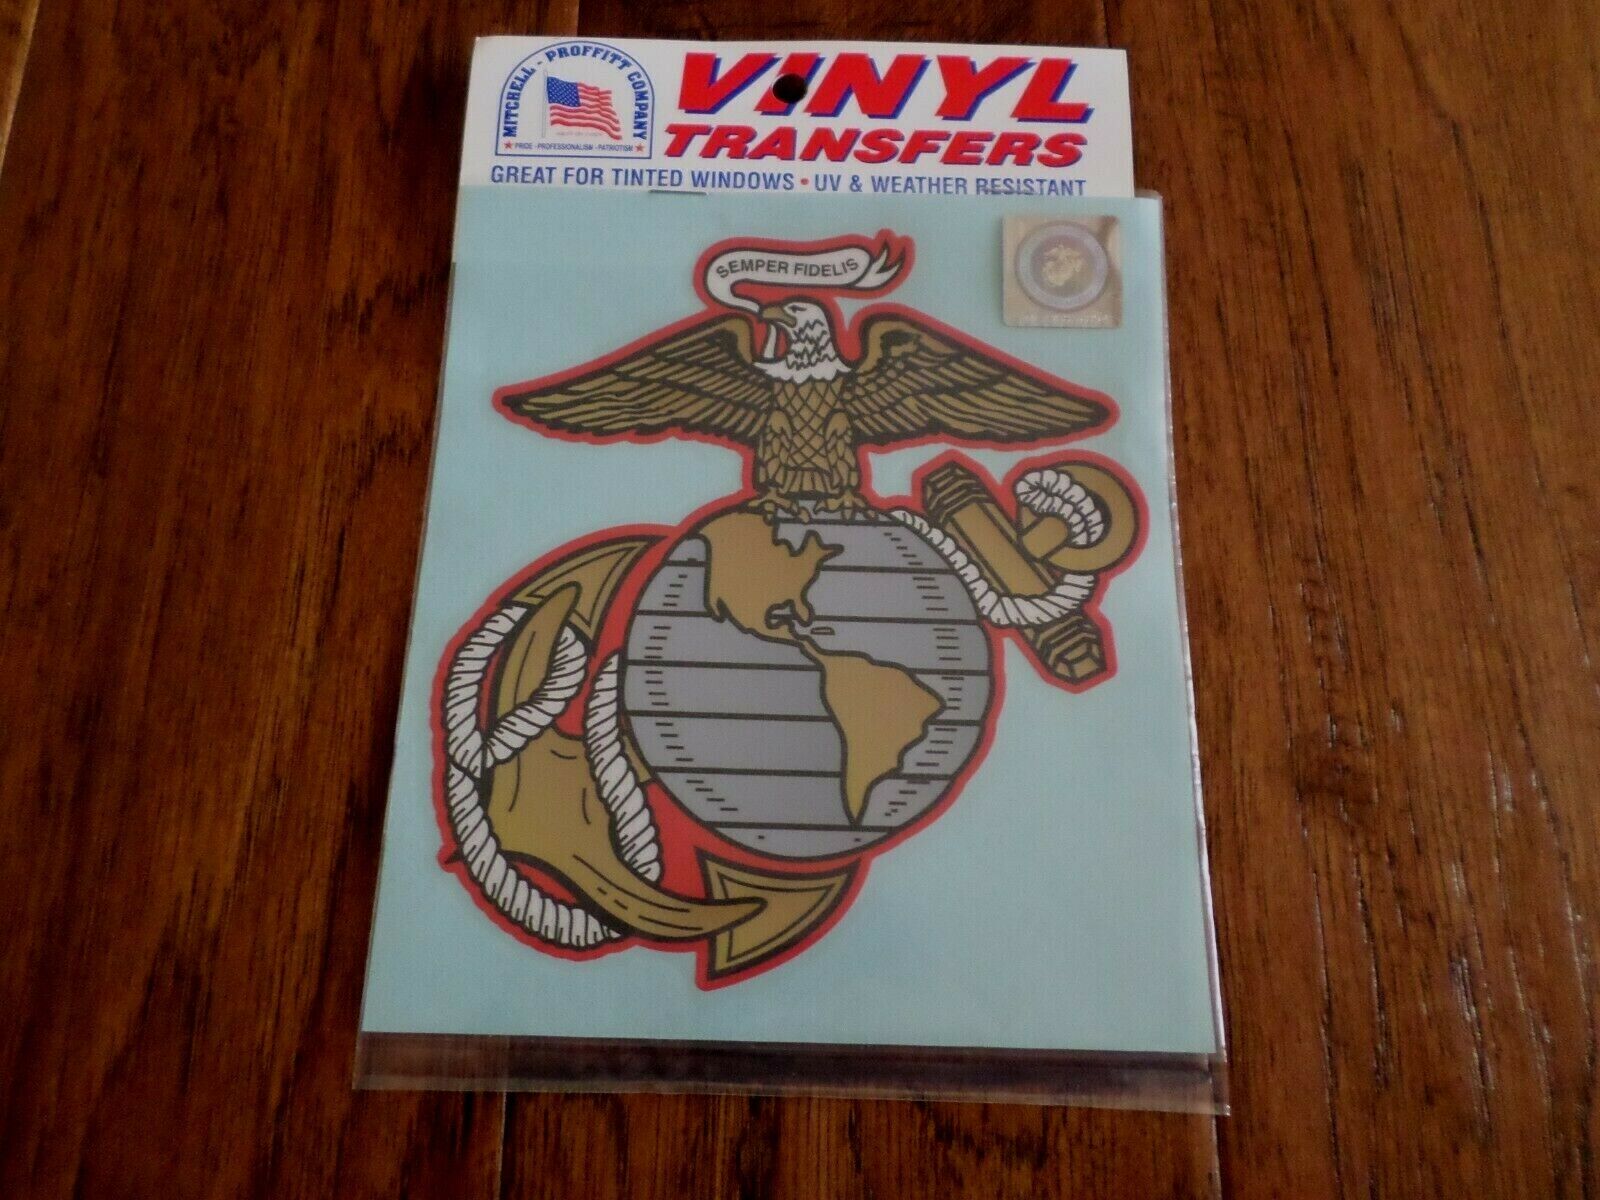 MITCHELL - PROFFITT COMPANY
★ PRIDE - PROFESSIONALISM - PATRIOTISM ★
VINYL
TRANSFERS
GREAT FOR TINTED WINDOWS • UV & WEATHER RESISTANT
SEMPER FIDELIS